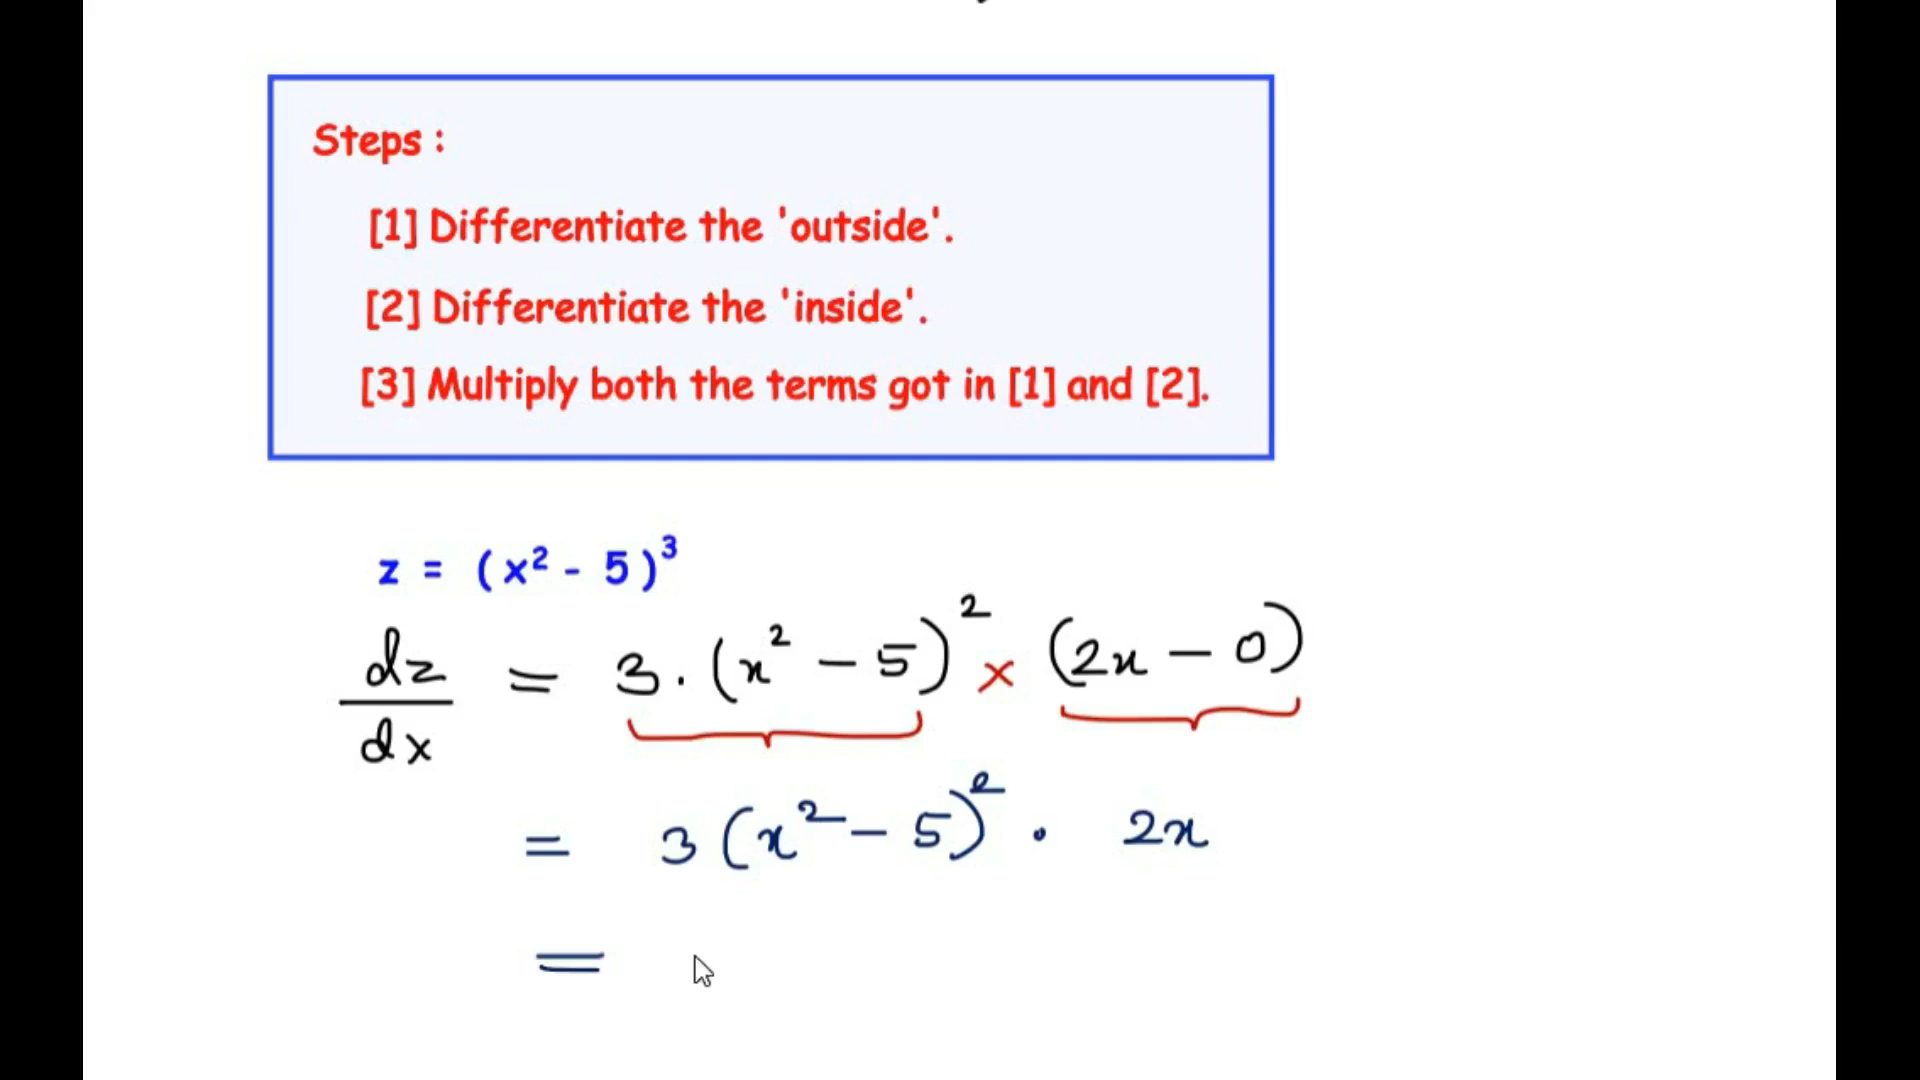 Steps :
[1] Differentiate the 'outside'.
[2] Differentiate the 'inside'.
[3] Multiply both the terms got in [1] and [2].
z = (x² - 5)³
dz/dx = 3 . (x² - 5)² × (2x - 0)
= 3 (x² - 5)² . 2x
=